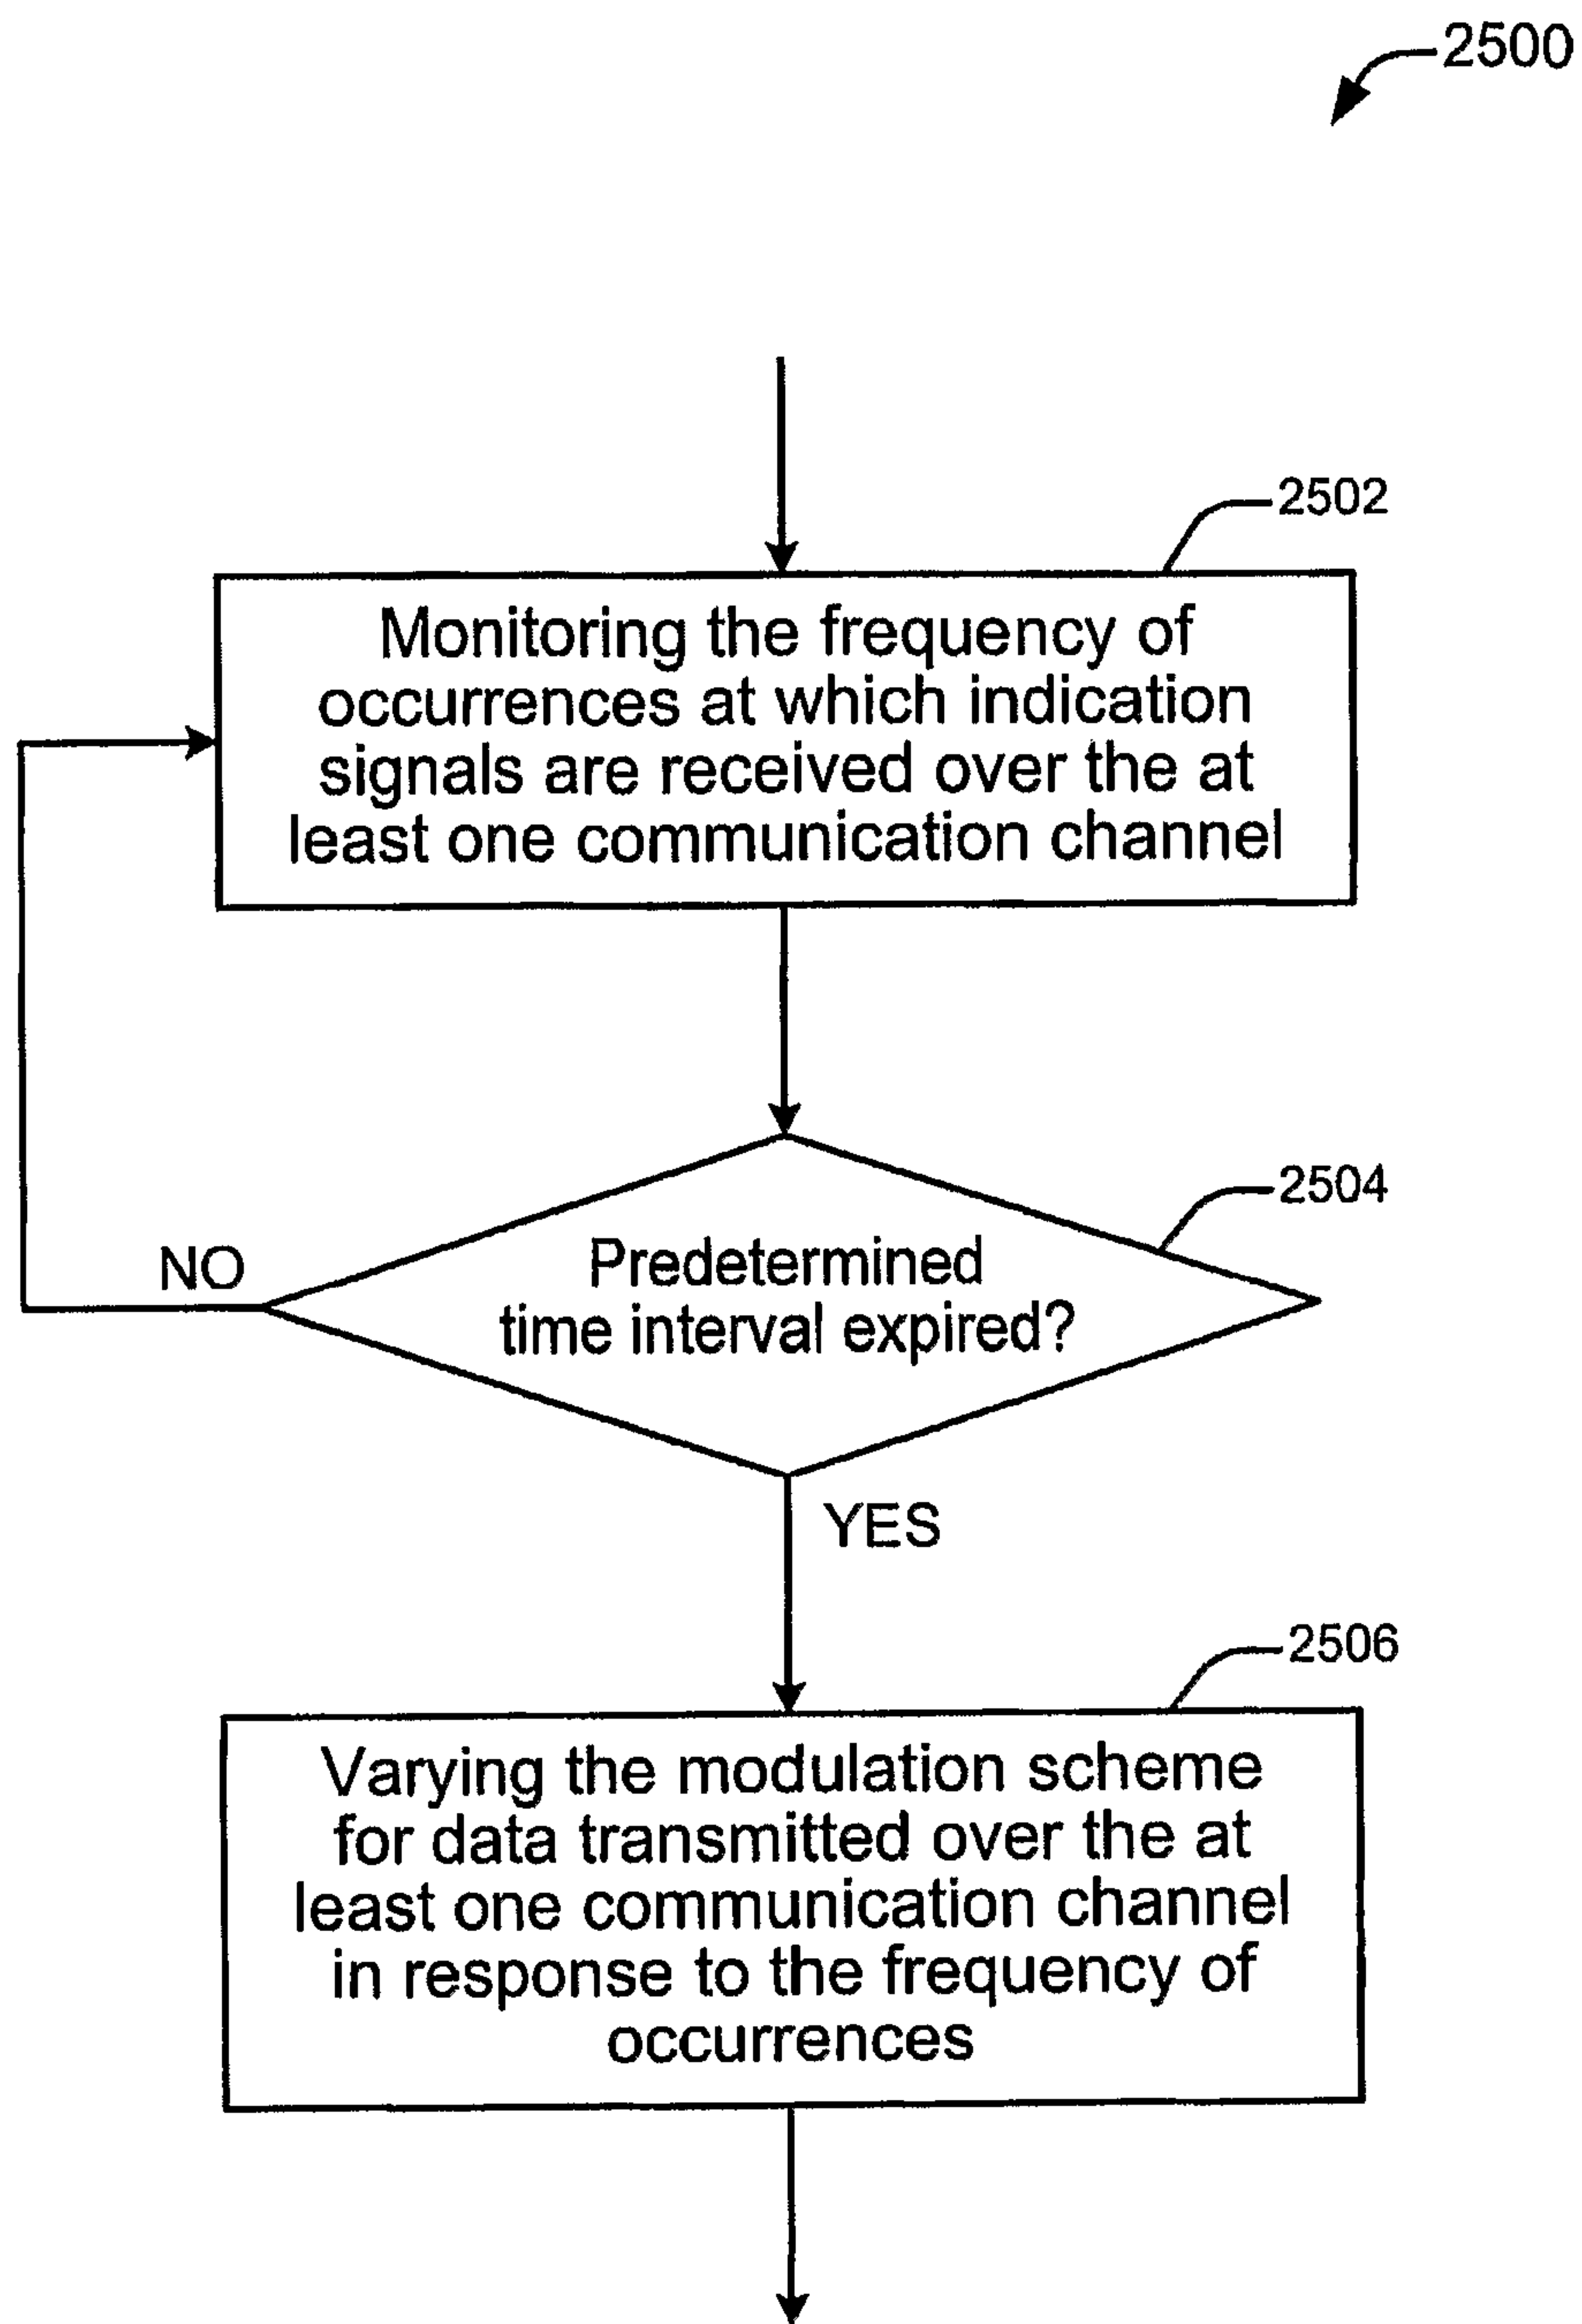 2500
2502
Monitoring the frequency of
occurrences at which indication
signals are received over the at
least one communication channel
2504
Predetermined
time interval expired?
NO
YES
2506
Varying the modulation scheme
for data transmitted over the at
least one communication channel
in response to the frequency of
occurrences